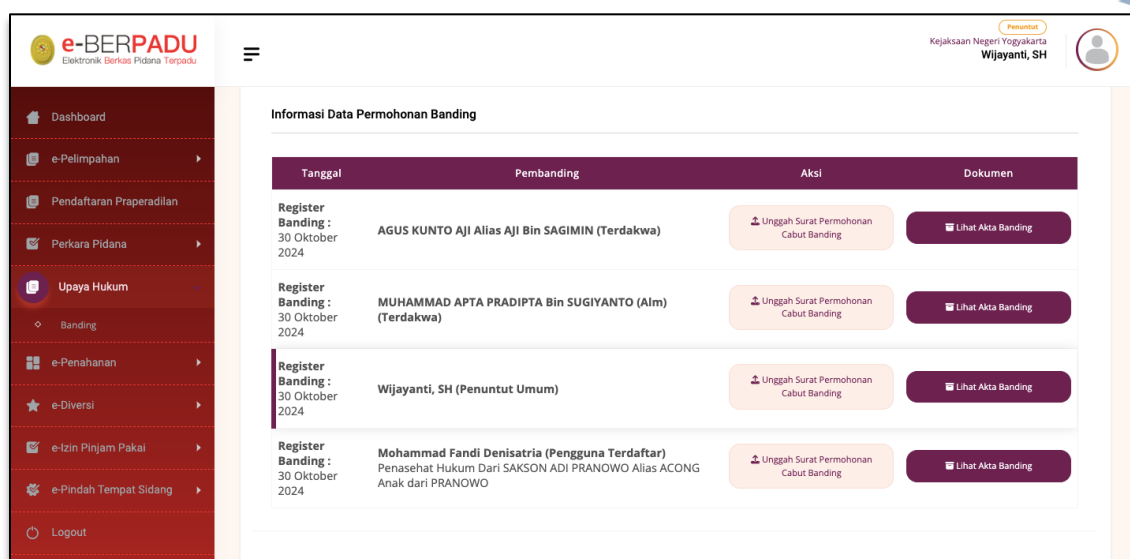 e-BERPADU
Elektronik Berkas Pidana Terpadu
Penuntut
Kejaksaan Negeri Yogyakarta
Wijayanti, SH
Dashboard
e-Pelimpahan
Pendaftaran Praperadilan
Perkara Pidana
Upaya Hukum
Banding
e-Penahanan
e-Diversi
e-Izin Pinjam Pakai
e-Pindah Tempat Sidang
Logout
Informasi Data Permohonan Banding
Tanggal Pembanding Aksi Dokumen
Register
Banding :
30 Oktober
2024
AGUS KUNTO AJI Alias AJI Bin SAGIMIN (Terdakwa)
Unggah Surat Permohonan
Cabut Banding
Lihat Akta Banding
Register
Banding :
30 Oktober
2024
MUHAMMAD APTA PRADIPTA Bin SUGIYANTO (Alm)
(Terdakwa)
Unggah Surat Permohonan
Cabut Banding
Lihat Akta Banding
Register
Banding :
30 Oktober
2024
Wijayanti, SH (Penuntut Umum)
Unggah Surat Permohonan
Cabut Banding
Lihat Akta Banding
Register
Banding :
30 Oktober
2024
Mohammad Fandi Denisatria (Pengguna Terdaftar)
Penasehat Hukum Dari SAKSON ADI PRANOWO Alias ACONG
Anak dari PRANOWO
Unggah Surat Permohonan
Cabut Banding
Lihat Akta Banding